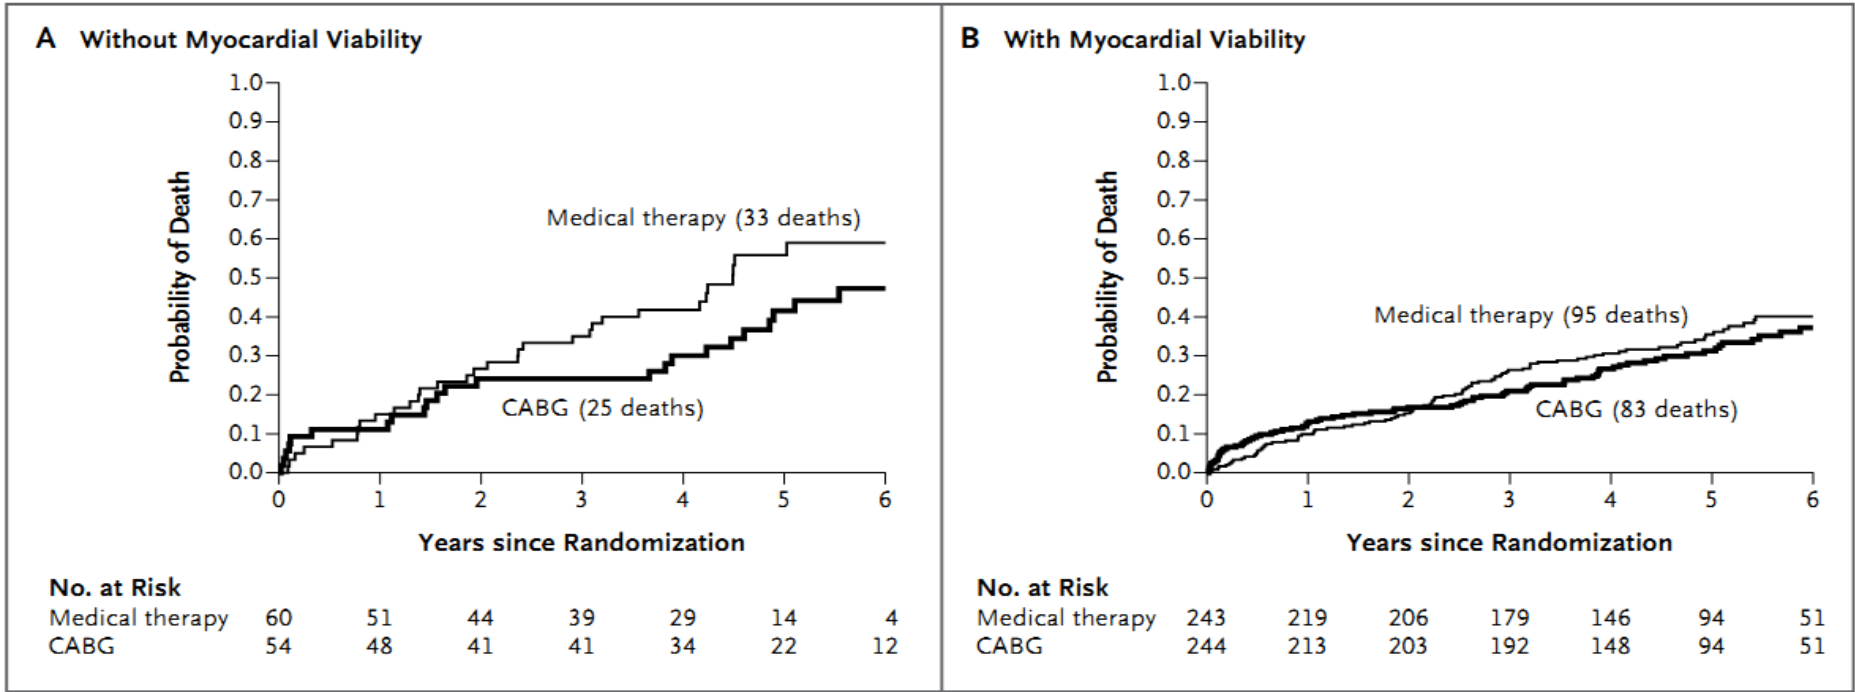 A Without Myocardial Viability
1.0
0.9
0.8
0.7
0.6
0.5
0.4
0.3
0.2
0.1
0.0
Probability of Death
Medical therapy (33 deaths)
CABG (25 deaths)
0 1 2 3 4 5 6
Years since Randomization
No. at Risk
Medical therapy 60 51 44 39 29 14 4
CABG 54 48 41 41 34 22 12
B With Myocardial Viability
1.0
0.9
0.8
0.7
0.6
0.5
0.4
0.3
0.2
0.1
0.0
Probability of Death
Medical therapy (95 deaths)
CABG (83 deaths)
0 1 2 3 4 5 6
Years since Randomization
No. at Risk
Medical therapy 243 219 206 179 146 94 51
CABG 244 213 203 192 148 94 51